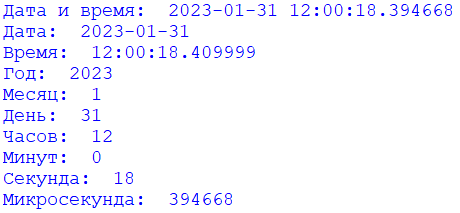 Дата и время:  2023-01-31 12:00:18.394668
Дата:  2023-01-31
Время:  12:00:18.409999
Год:  2023
Месяц:  1
День:  31
Часов:  12
Минут:  0
Секунда:  18
Микросекунда:  394668